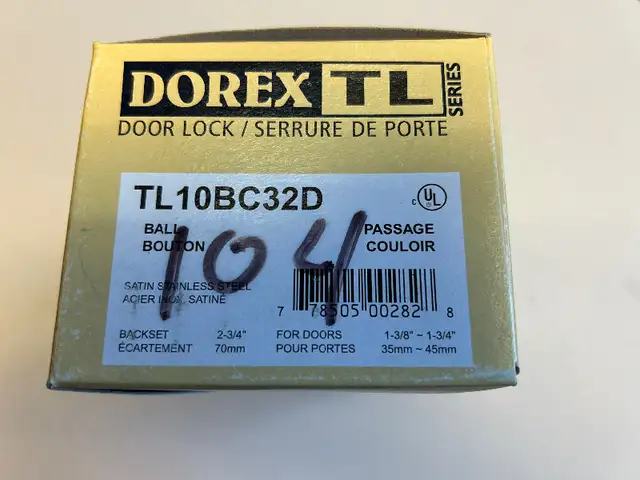 DOREX TL SERIES
DOOR LOCK / SERRURE DE PORTE
TL10BC32D
c UL
BALL PASSAGE
BOUTON COULOIR
104
SATIN STAINLESS STEEL
ACIER INOX. SATINÉ
7 78505 00282 8
BACKSET 2-3/4" FOR DOORS 1-3/8" ~ 1-3/4"
ÉCARTEMENT 70mm POUR PORTES 35mm ~ 45mm